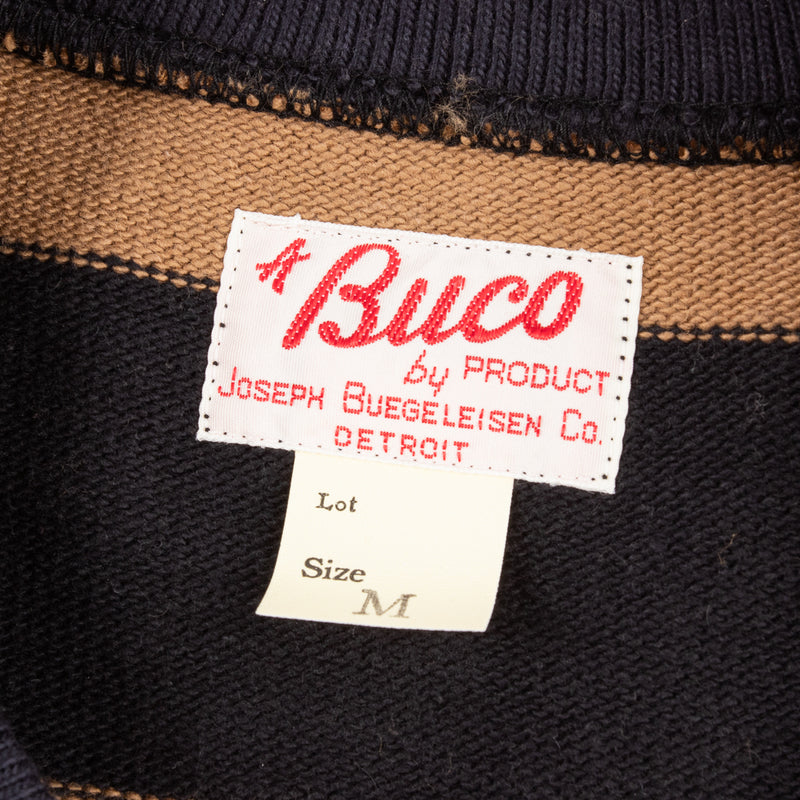 A Buco
by PRODUCT
JOSEPH BUEGELEISEN Co.
DETROIT
Lot
Size M